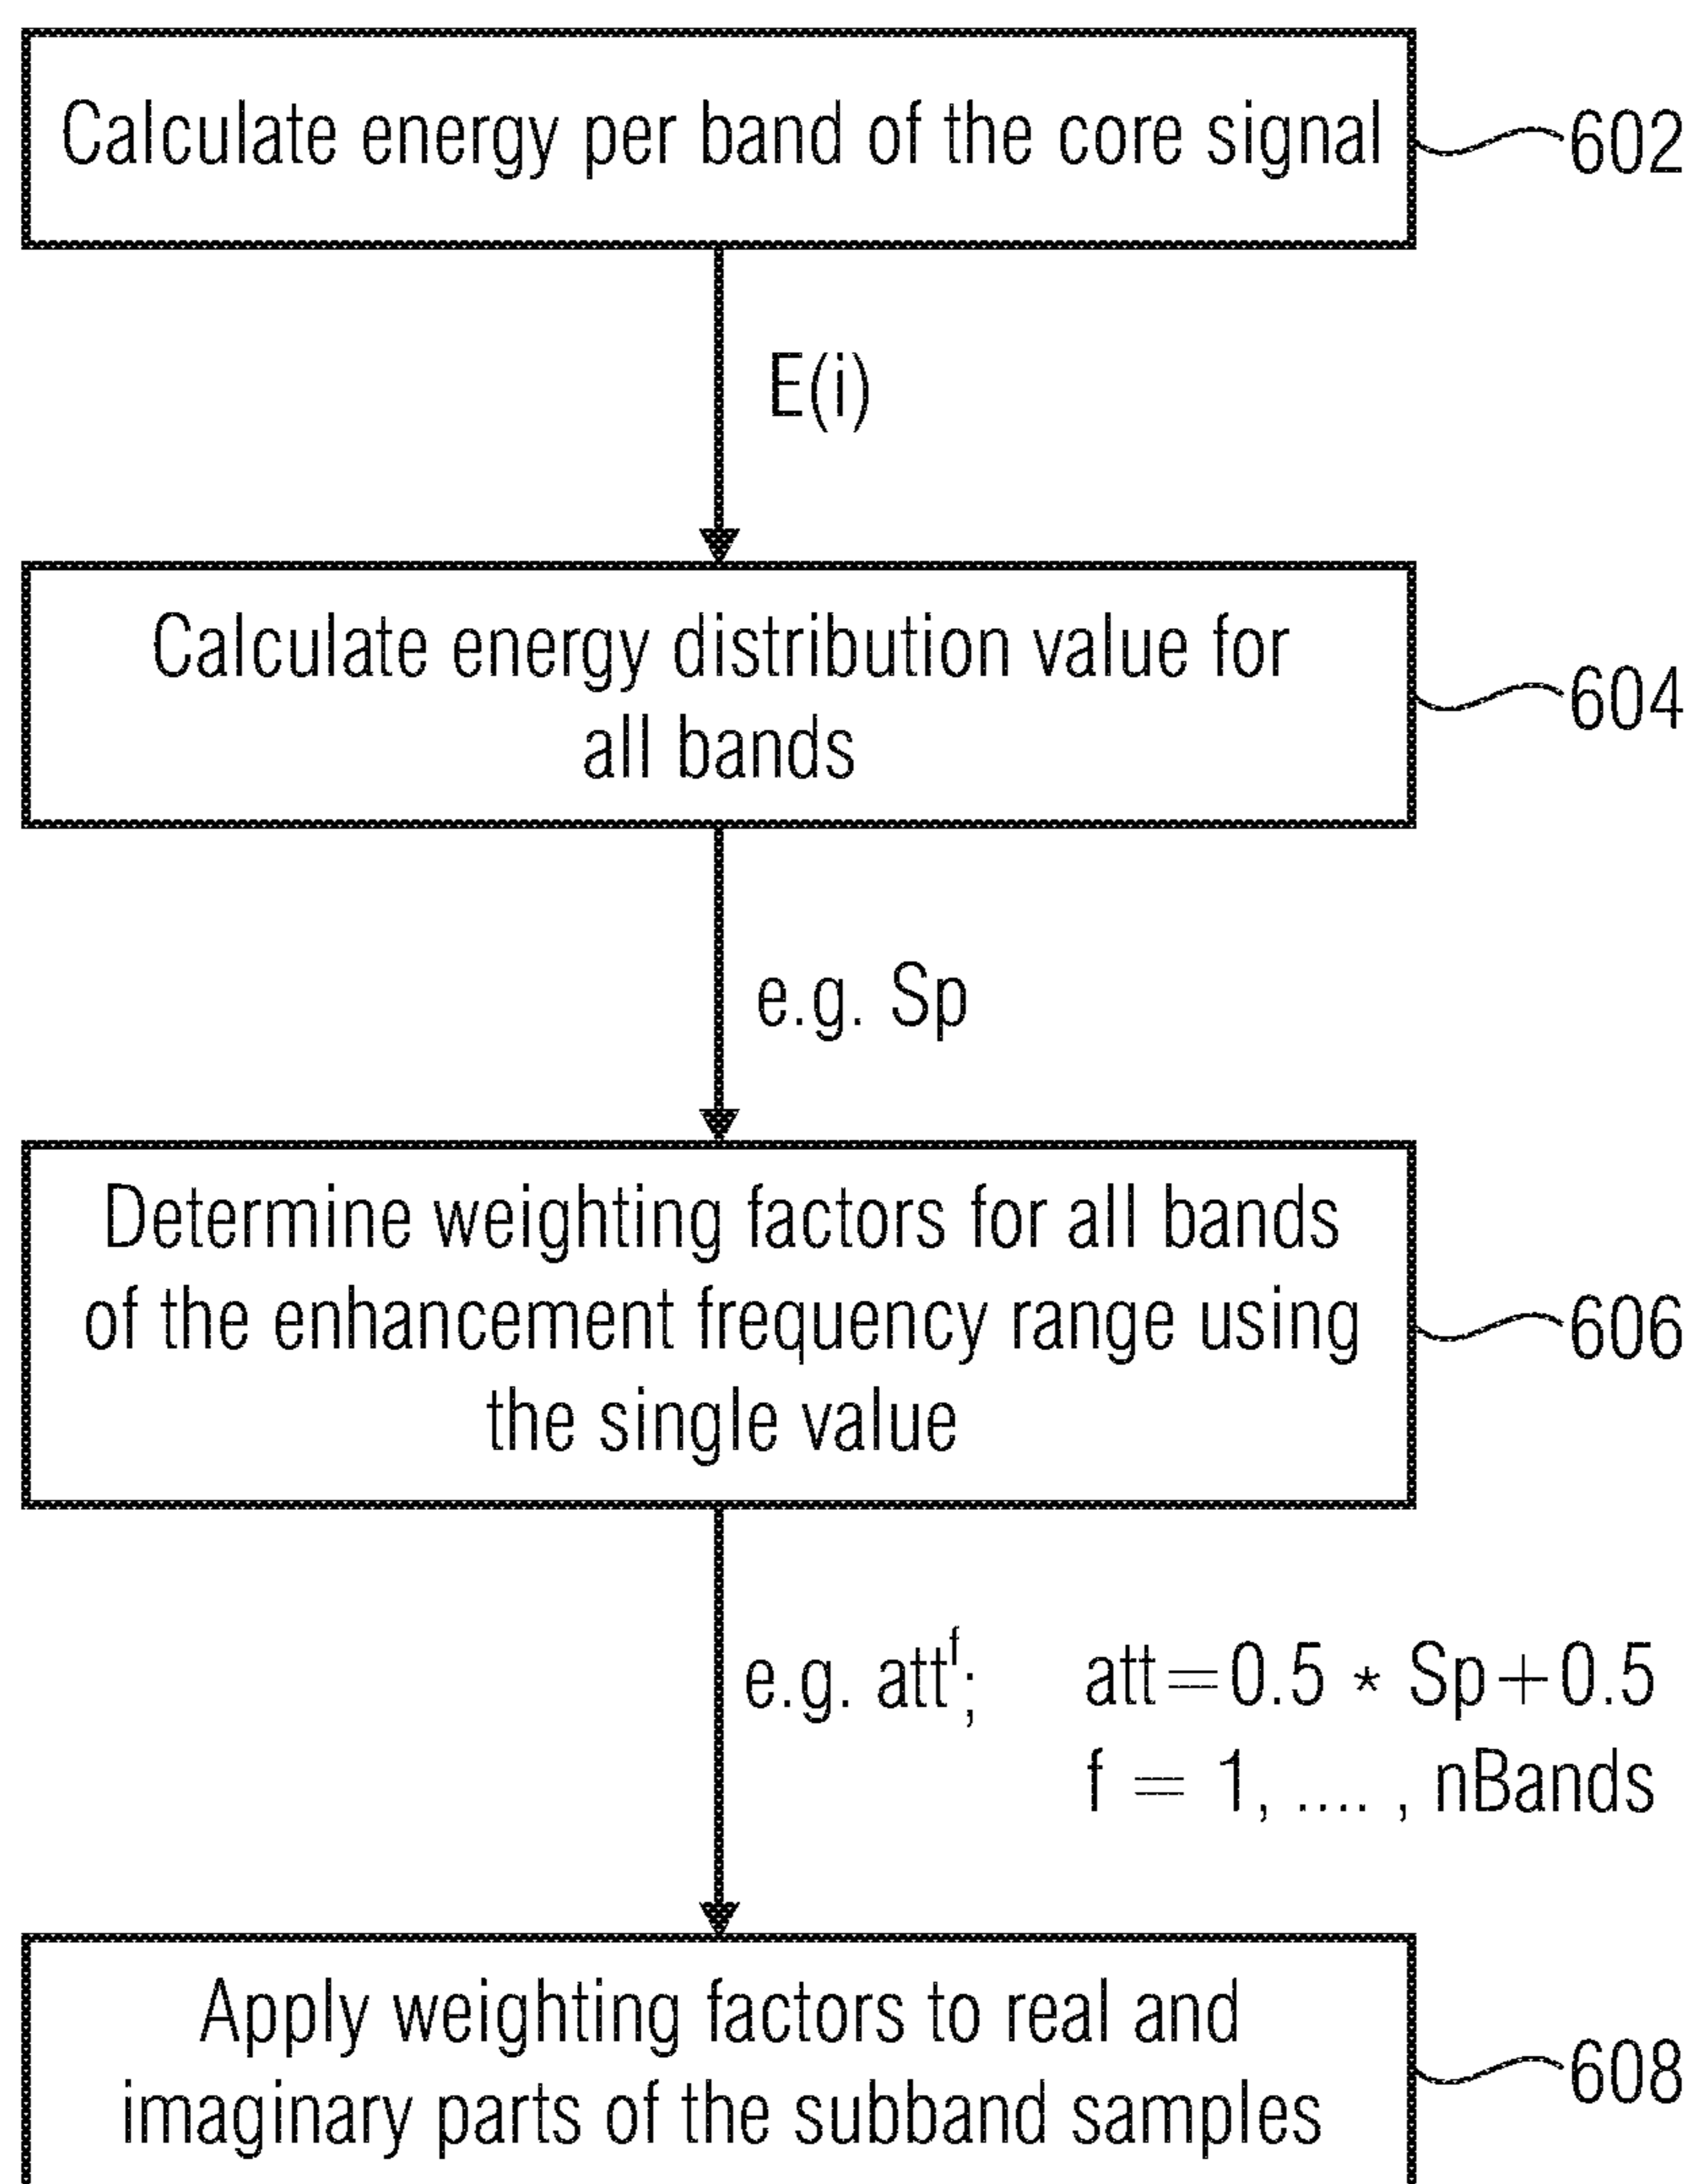 Calculate energy per band of the core signal
602
E(i)
Calculate energy distribution value for
all bands
604
e.g. Sp
Determine weighting factors for all bands
of the enhancement frequency range using
the single value
606
e.g. att^f; att=0.5 * Sp+0.5
f = 1, .... , nBands
Apply weighting factors to real and
imaginary parts of the subband samples
608